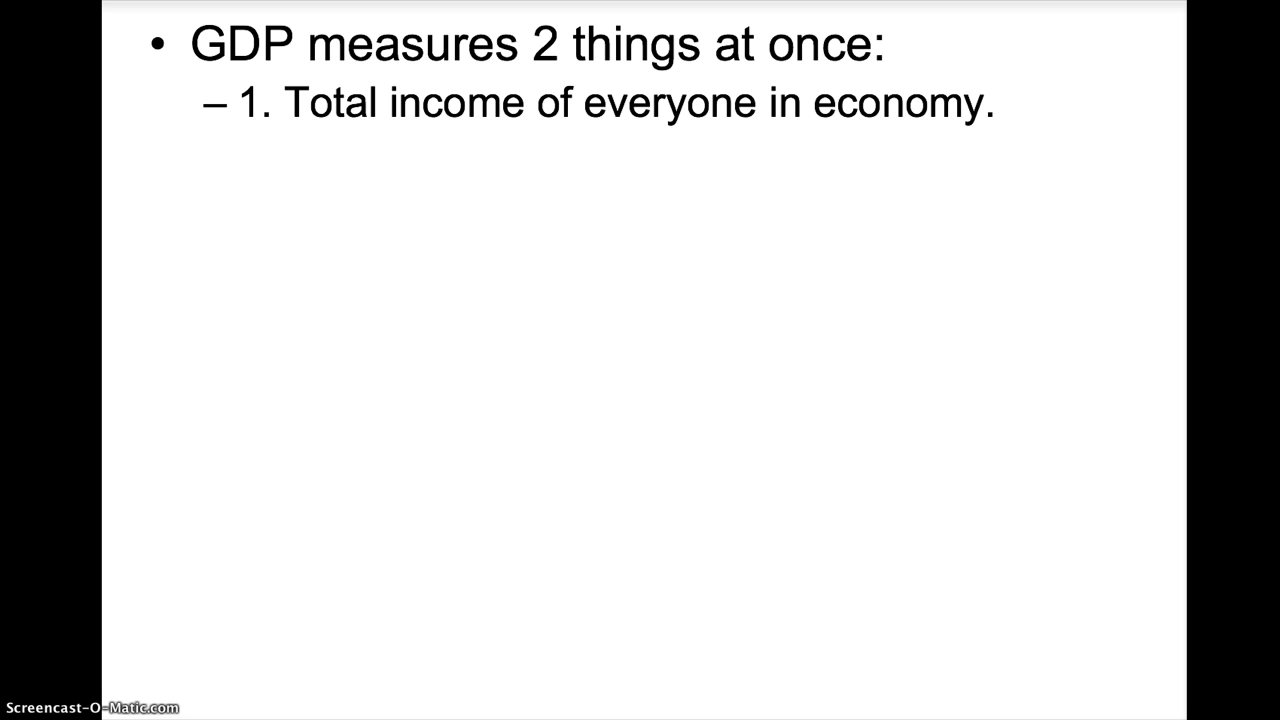 • GDP measures 2 things at once:
– 1. Total income of everyone in economy.
Screencast-O-Matic.com